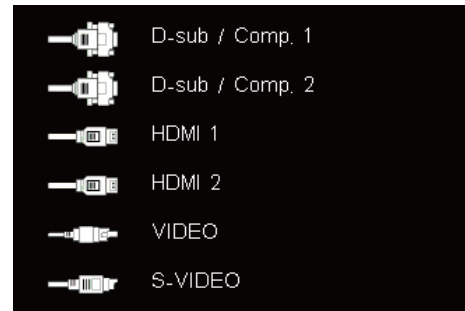 D-sub / Comp. 1
D-sub / Comp. 2
HDMI 1
HDMI 2
VIDEO
S-VIDEO